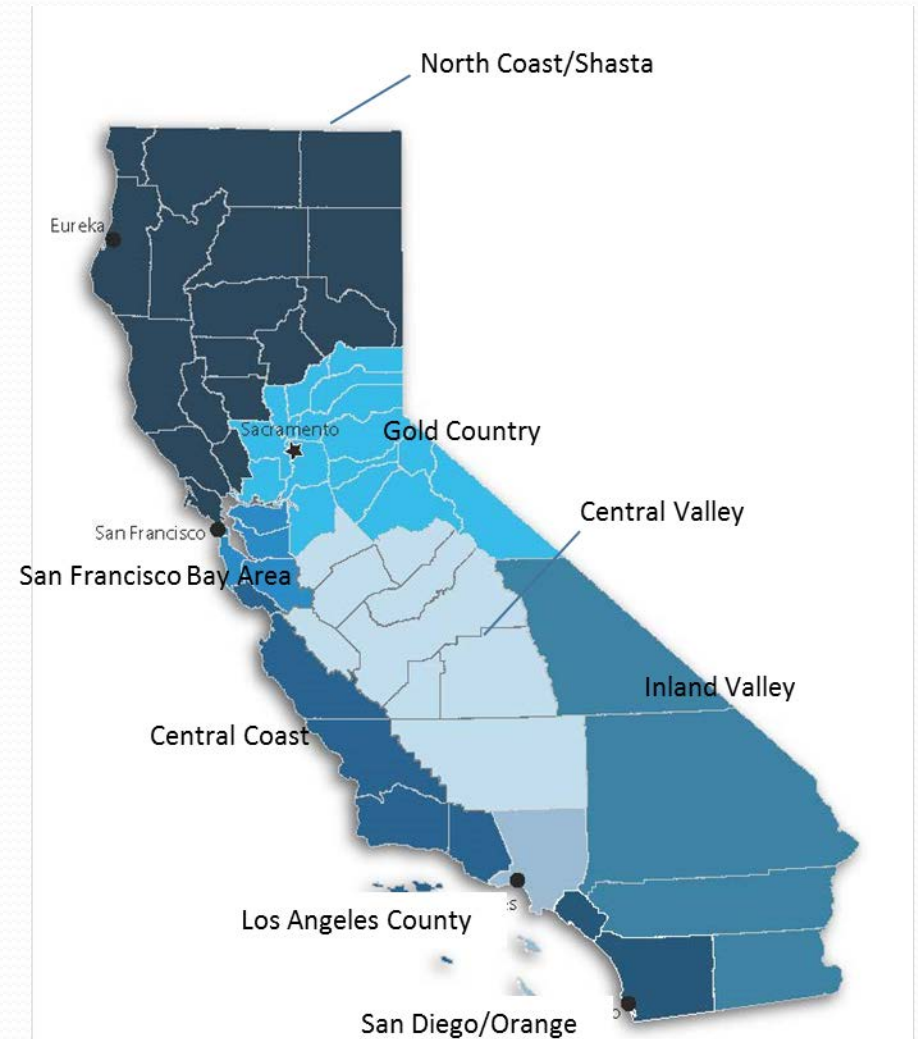 North Coast/Shasta
Eureka
Sacramento
Gold Country
Central Valley
San Francisco
San Francisco Bay Area
Inland Valley
Central Coast
Los Angeles County
San Diego/Orange